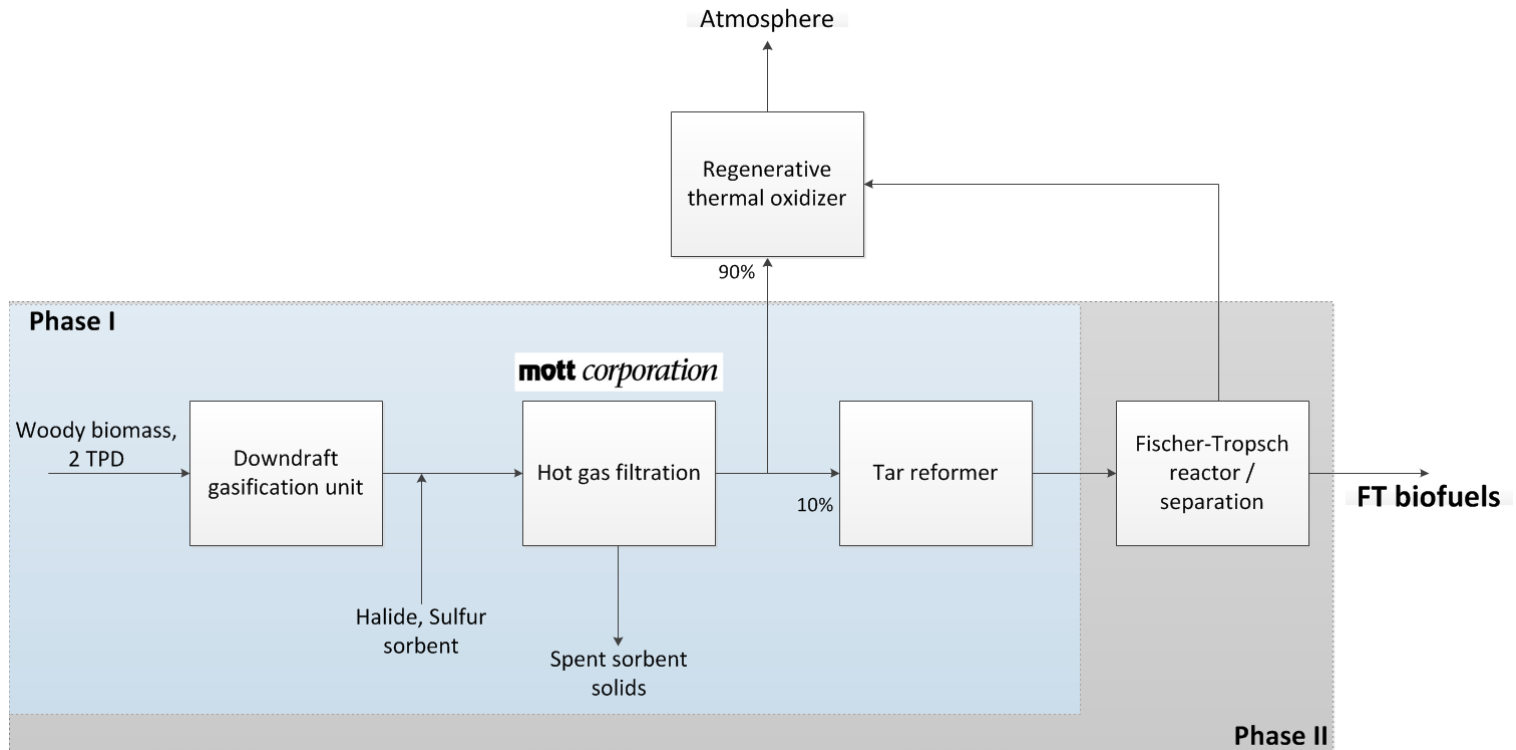 Atmosphere
Regenerative
thermal oxidizer
90%
Phase I
mott corporation
Woody biomass,
2 TPD
Downdraft
gasification unit
Hot gas filtration
10%
Tar reformer
Fischer-Tropsch
reactor /
separation
FT biofuels
Halide, Sulfur
sorbent
Spent sorbent
solids
Phase II